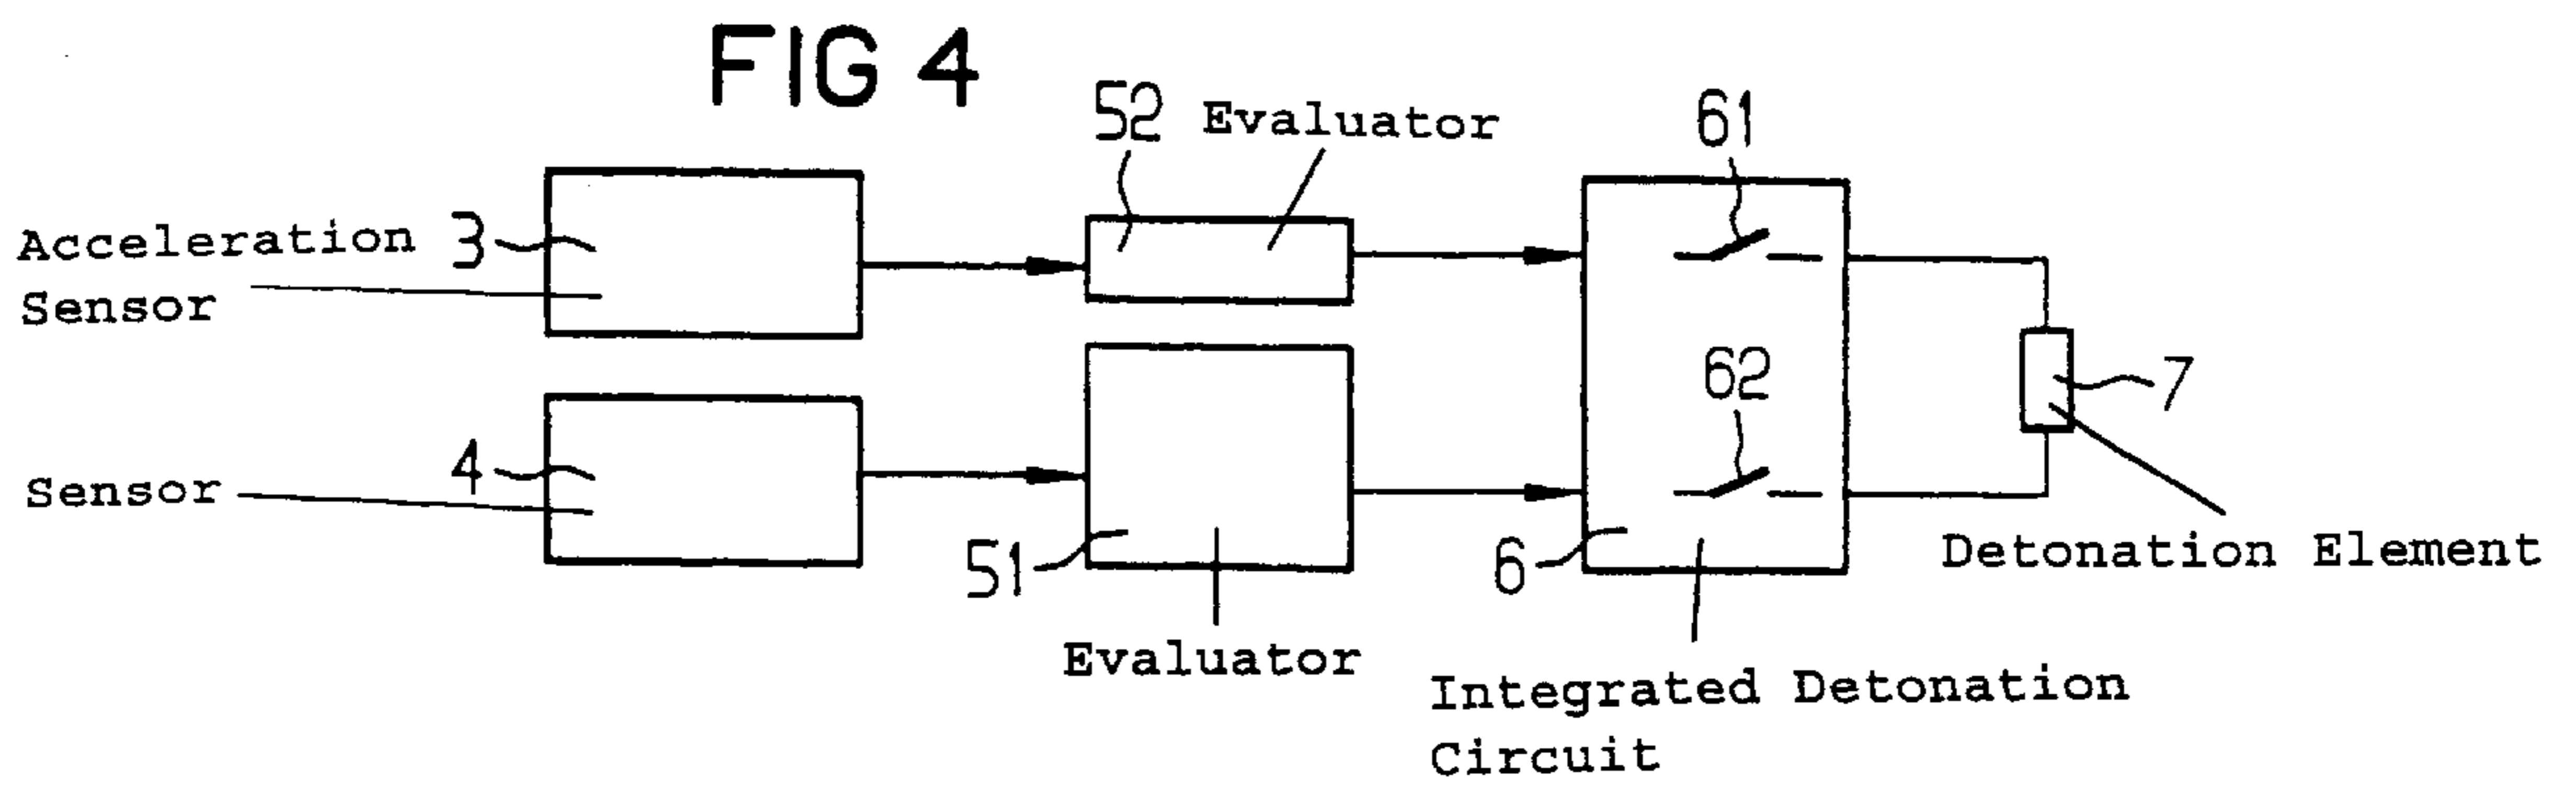 FIG 4
52 Evaluator
61
Acceleration 3
Sensor
62
7
Sensor 4
51
6
Detonation Element
Evaluator
Integrated Detonation
Circuit